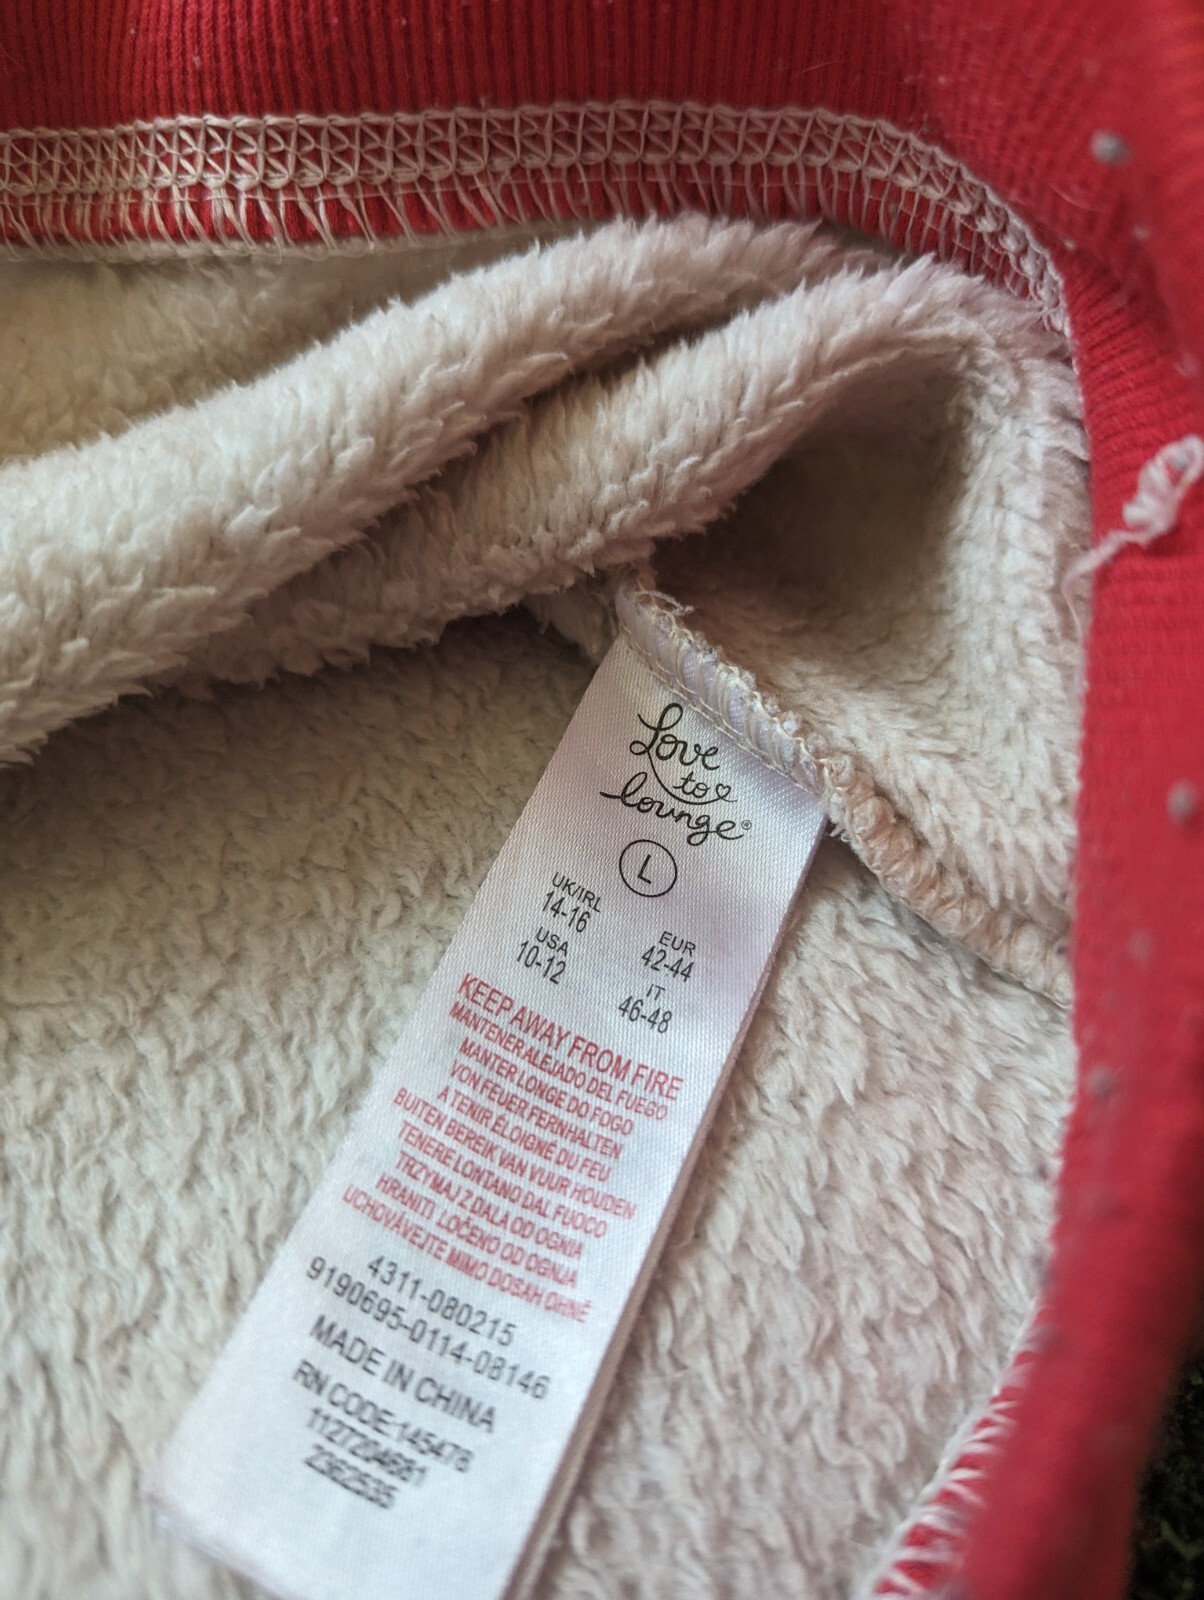 Love
to
lounge®
L
UK/IRL
14-16
EUR
42-44
USA
10-12
IT
46-48
KEEP AWAY FROM FIRE
MANTENER ALEJADO DEL FUEGO
MANTER LONGE DO FOGO
VON FEUER FERNHALTEN
A TENIR ÉLOIGNÉ DU FEU
BUITEN BEREIK VAN VUUR HOUDEN
TENERE LONTANO DAL FUOCO
TRZYMAJ Z DALA OD OGNIA
HRANITI LOČENO OD OGNJA
UCHOVÁVEJTE MIMO DOSAH OHNĚ
4311-080215
9190695-0114-08146
MADE IN CHINA
RN CODE:145478
1127204681
2362535